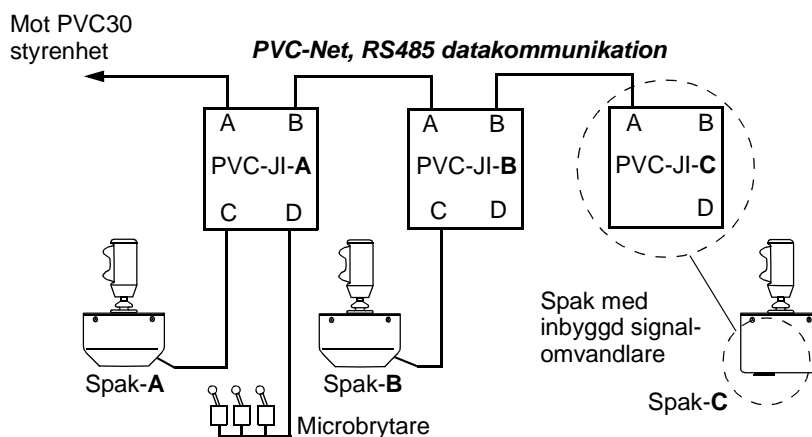 Mot PVC30
styrenhet
PVC-Net, RS485 datakommunikation
A B
PVC-JI-A
C D
A B
PVC-JI-B
C D
A B
PVC-JI-C
D
Spak med
inbyggd signal-
omvandlare
Spak-A
Spak-B
Spak-C
Microbrytare